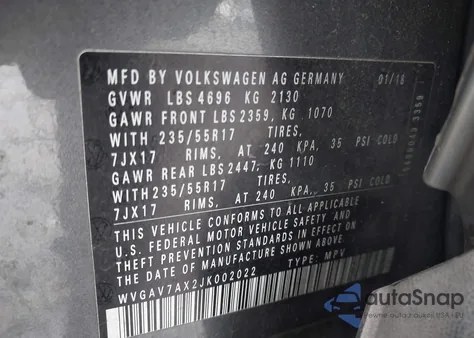 MFD BY VOLKSWAGEN AG GERMANY 01/18
GVWR LBS 4696 KG 2130
GAWR FRONT LBS 2359, KG 1070
WITH 235/55R17 TIRES,
7JX17 RIMS, AT 240 KPA, 35 PSI COLD
GAWR REAR LBS 2447, KG 1110
WITH 235/55R17 TIRES,
7JX17 RIMS, AT 240 KPA, 35 PSI COLD
THIS VEHICLE CONFORMS TO ALL APPLICABLE
U.S. FEDERAL MOTOR VEHICLE SAFETY AND
THEFT PREVENTION STANDARDS IN EFFECT ON
THE DATE OF MANUFACTURE SHOWN ABOVE.
WVGAV7AX2JK002022 TYPE: MPV
autaSnap